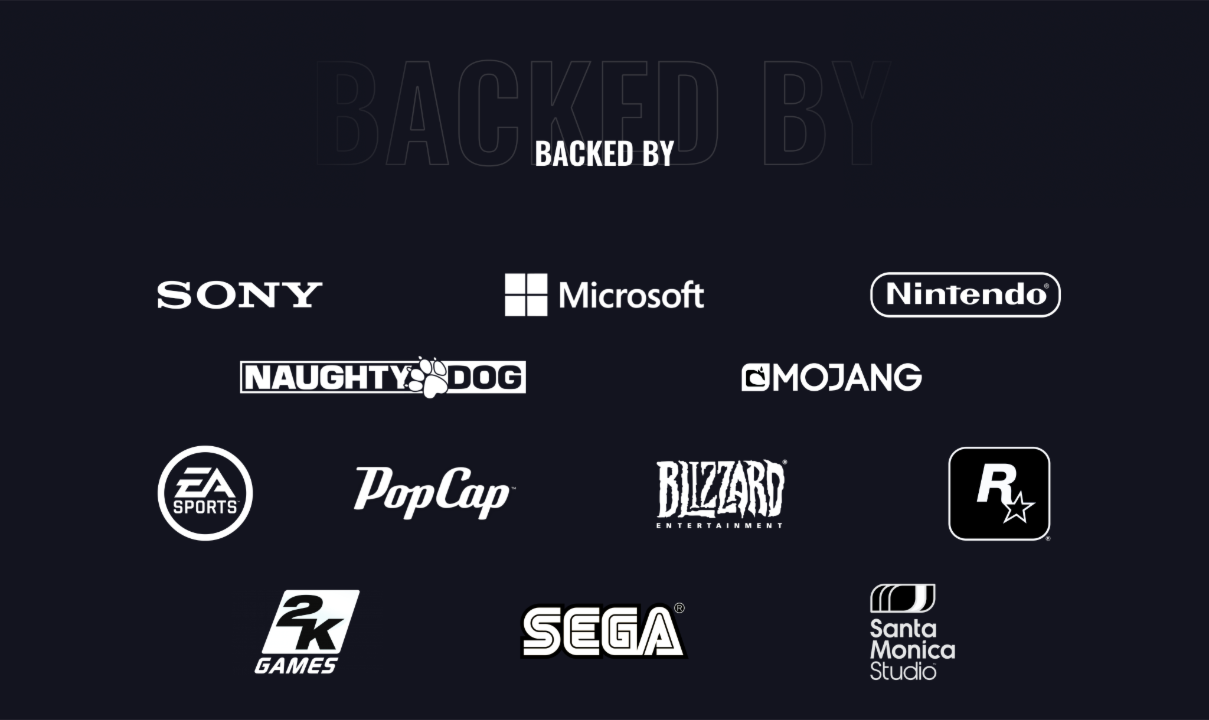 BACKED BY
BACKED BY
SONY
Microsoft
Nintendo®
NAUGHTY DOG
MOJANG
EA
SPORTS
PopCap™
BLIZZARD®
ENTERTAINMENT
R
®
2K
GAMES
SEGA®
Santa
Monica
Studio